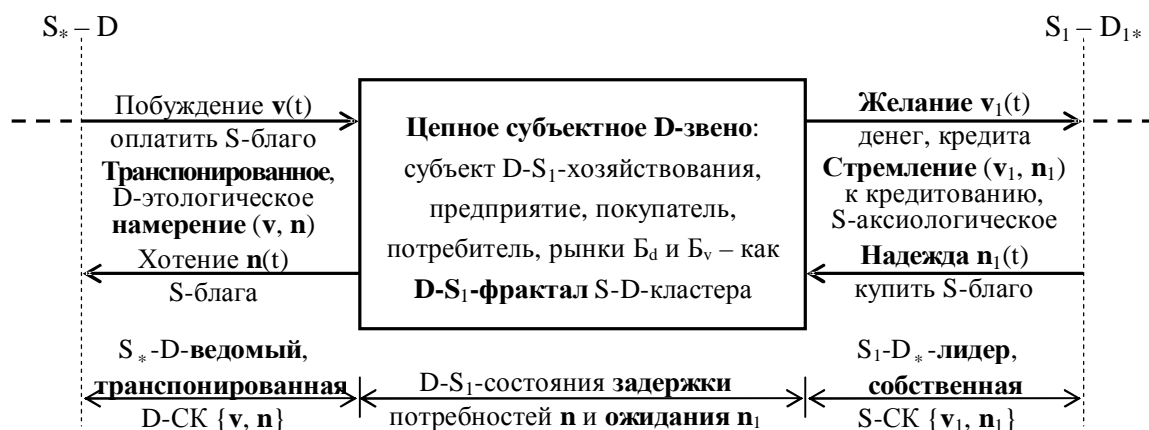 S* – D
S1 – D1*
Побуждение v(t)
оплатить S-благо
Транспонированное,
D-этологическое
намерение (v, n)
Хотение n(t)
S-блага
Цепное субъектное D-звено:
субъект D-S1-хозяйствования,
предприятие, покупатель,
потребитель, рынки Бd и Бv – как
D-S1-фрактал S-D-кластера
Желание v1(t)
денег, кредита
Стремление (v1, n1)
к кредитованию,
S-аксиологическое
Надежда n1(t)
купить S-благо
S*-D-ведомый,
транспонированная
D-СК {v, n}
D-S1-состояния задержки
потребностей n и ожидания n1
S1-D*-лидер,
собственная
S-СК {v1, n1}